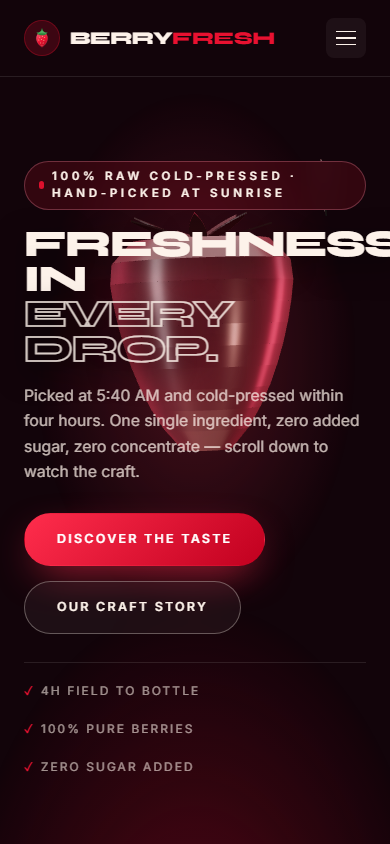 BERRYFRESH
100% RAW COLD-PRESSED ·
HAND-PICKED AT SUNRISE
FRESHNESS
IN
EVERY
DROP.
Picked at 5:40 AM and cold-pressed within
four hours. One single ingredient, zero added
sugar, zero concentrate — scroll down to
watch the craft.
DISCOVER THE TASTE
OUR CRAFT STORY
✓ 4H FIELD TO BOTTLE
✓ 100% PURE BERRIES
✓ ZERO SUGAR ADDED